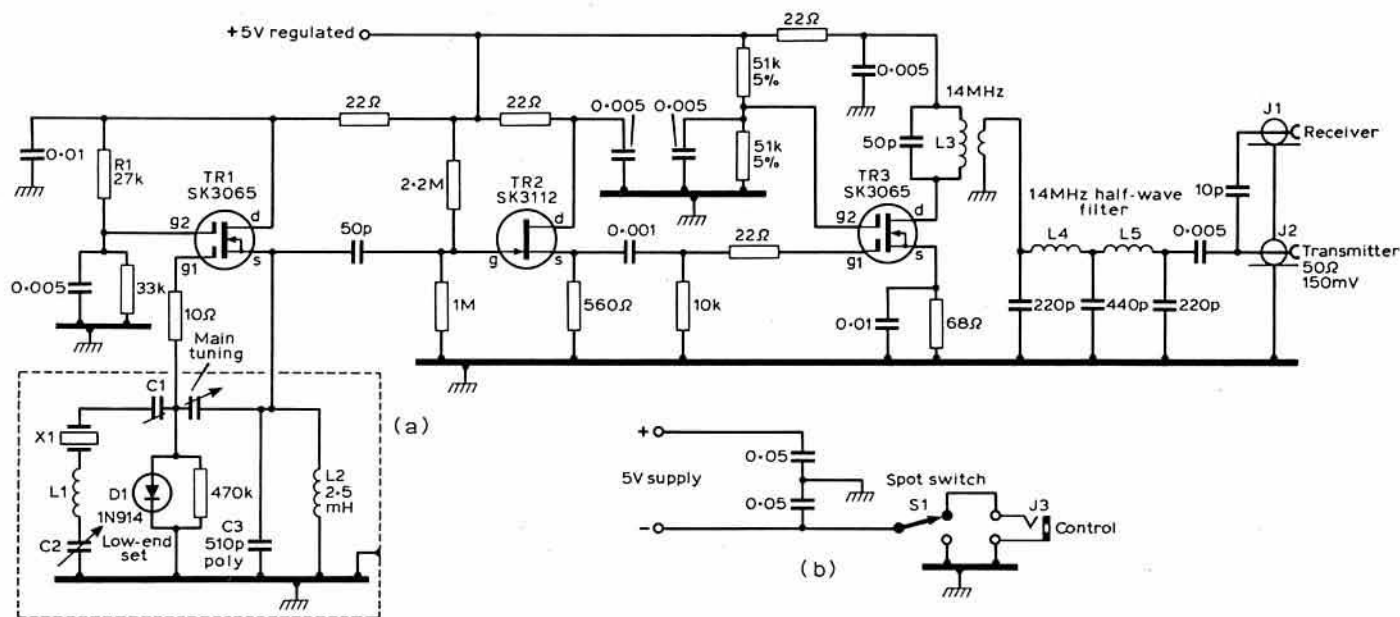 +5V regulated
22Ω
51k
5%
0·005
14MHz
22Ω
22Ω
0·005
0·005
J1
Receiver
0·01
R1
27k
TR1
SK3065
2·2M
TR2
SK3112
51k
5%
50p
L3
TR3
SK3065
10p
14MHz half-wave
filter
g2
d
50p
d
0·001
22Ω
g2
d
L4
L5
0·005
J2
Transmitter
50Ω
150mV
g1
s
g
s
g1
s
0·005
33k
10Ω
1M
560Ω
10k
0·01
68Ω
220p
440p
220p
Main
tuning
C1
(a)
X1
L1
D1
1N914
470k
L2
2·5
mH
C2
Low-end
set
C3
510p
poly
+
0·05
5V supply
0·05
Spot switch
S1
J3
Control
−
(b)